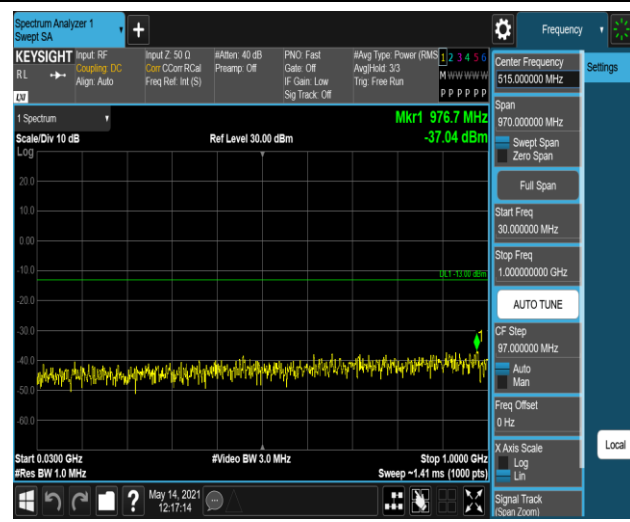 Spectrum Analyzer 1
Swept SA
Frequency
KEYSIGHT
RL
LXI
Input: RF
Coupling: DC
Align: Auto
Input Z: 50 Ω
Corr CCorr RCal
Freq Ref: Int (S)
#Atten: 40 dB
Preamp: Off
PNO: Fast
Gate: Off
IF Gain: Low
Sig Track: Off
#Avg Type: Power (RMS
Avg|Hold: 3/3
Trig: Free Run
1 2 3 4 5 6
M W W W W W
P P P P P P
1 Spectrum
Scale/Div 10 dB
Ref Level 30.00 dBm
Mkr1 976.7 MHz
-37.04 dBm
Log
20.0
10.0
0.00
-10.0
DL1 -13.00 dBm
-20.0
-30.0
1
-40.0
-50.0
-60.0
Start 0.0300 GHz
#Video BW 3.0 MHz
Stop 1.0000 GHz
#Res BW 1.0 MHz
Sweep ~1.41 ms (1000 pts)
May 14, 2021
12:17:14
Center Frequency
515.000000 MHz
Settings
Span
970.000000 MHz
Swept Span
Zero Span
Full Span
Start Freq
30.000000 MHz
Stop Freq
1.000000000 GHz
AUTO TUNE
CF Step
97.000000 MHz
Auto
Man
Freq Offset
0 Hz
X Axis Scale
Log
Lin
Local
Signal Track
(Span Zoom)